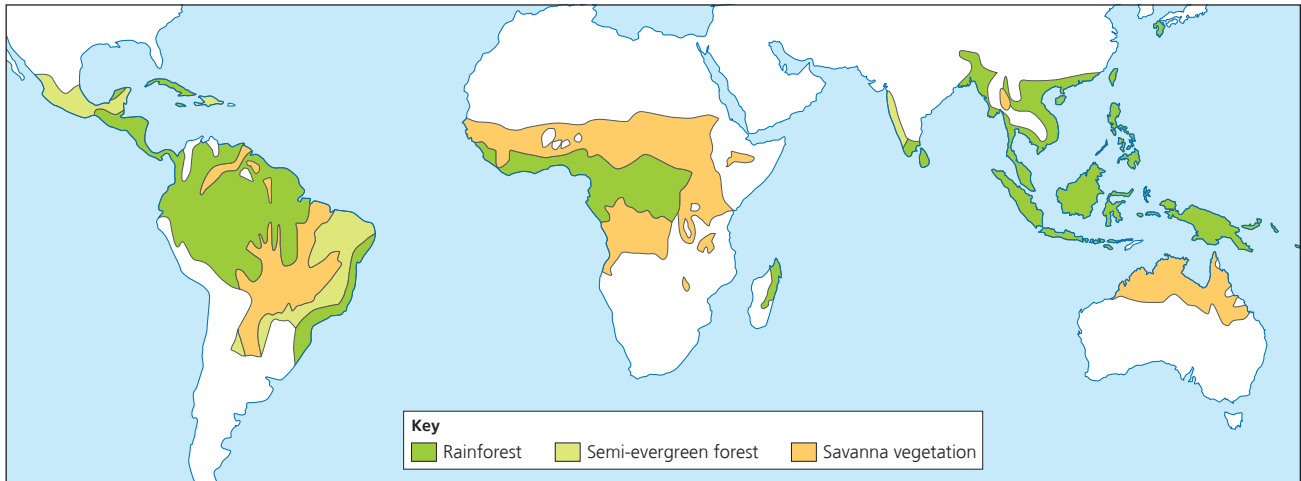 Key
Rainforest
Semi-evergreen forest
Savanna vegetation